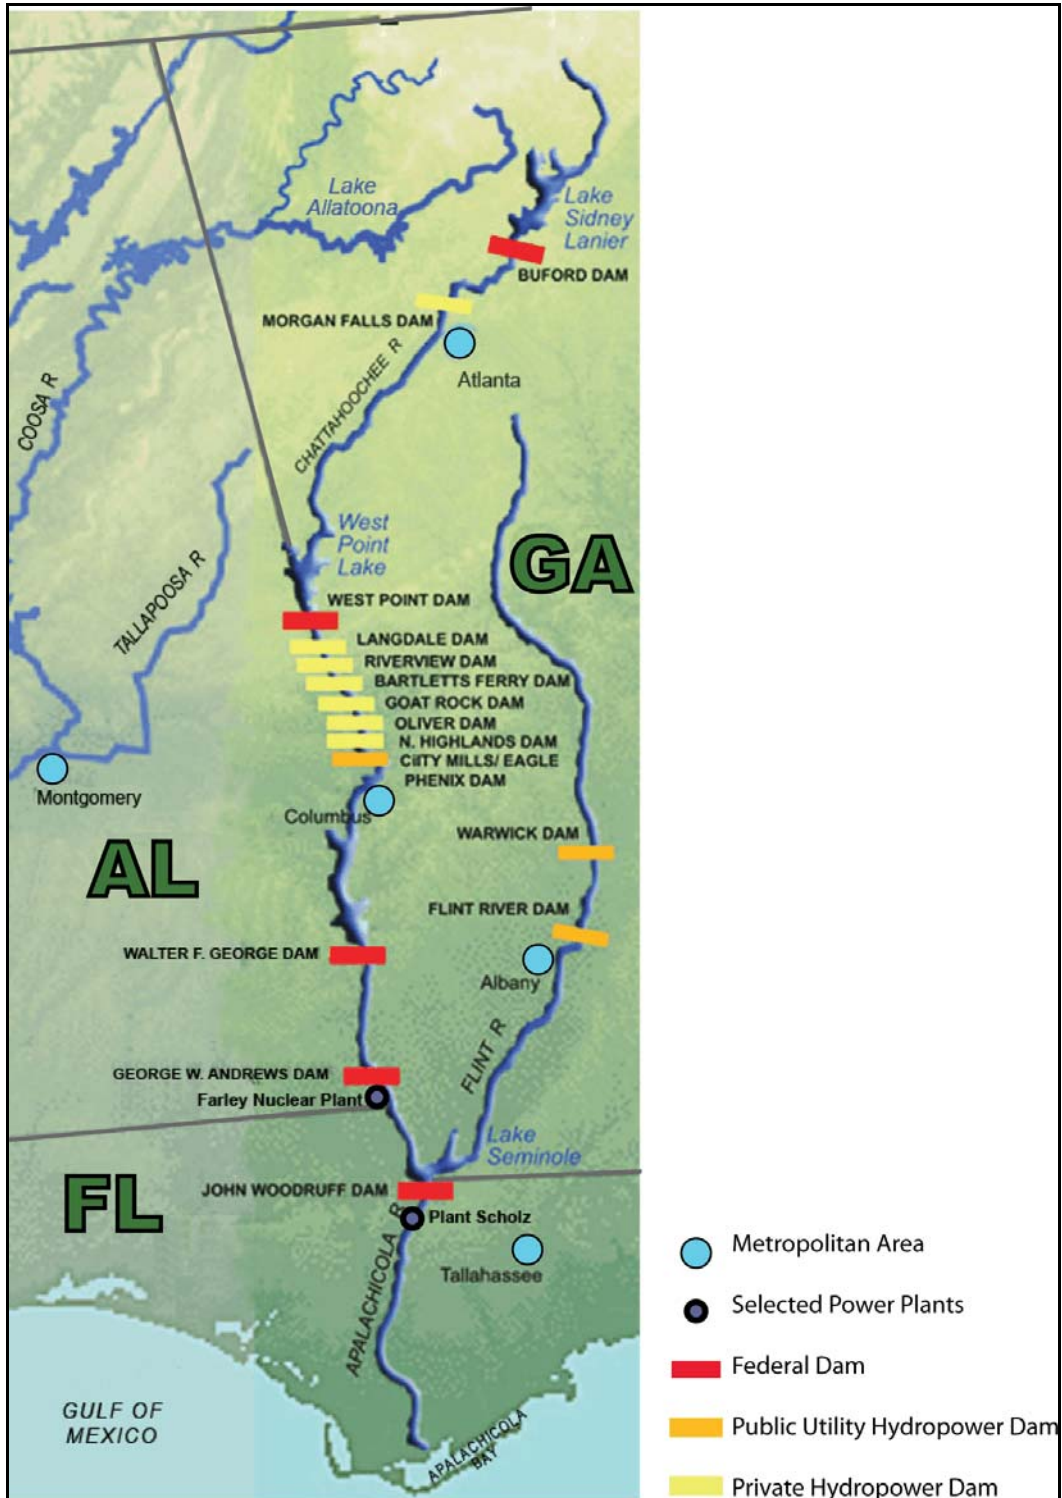 Lake
Allatoona
Lake
Sidney
Lanier
BUFORD DAM
MORGAN FALLS DAM
Atlanta
CHATTAHOOCHEE R
COOSA R
West
Point
Lake
GA
TALLAPOOSA R
WEST POINT DAM
LANGDALE DAM
RIVERVIEW DAM
BARTLETTS FERRY DAM
GOAT ROCK DAM
OLIVER DAM
N. HIGHLANDS DAM
CIITY MILLS/ EAGLE
PHENIX DAM
Montgomery
Columbus
WARWICK DAM
AL
FLINT RIVER DAM
WALTER F. GEORGE DAM
Albany
FLINT R
GEORGE W. ANDREWS DAM
Farley Nuclear Plant
Lake
Seminole
FL
JOHN WOODRUFF DAM
Plant Scholz
Tallahassee
APALACHICOLA R
GULF OF
MEXICO
APALACHICOLA
BAY
Metropolitan Area
Selected Power Plants
Federal Dam
Public Utility Hydropower Dam
Private Hydropower Dam